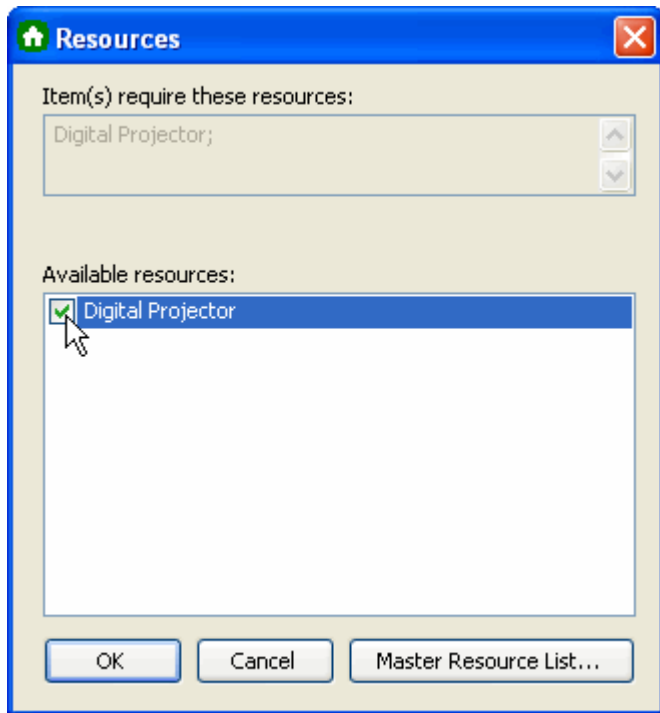 Resources
Item(s) require these resources:
Digital Projector;
Available resources:
Digital Projector
OK Cancel Master Resource List...